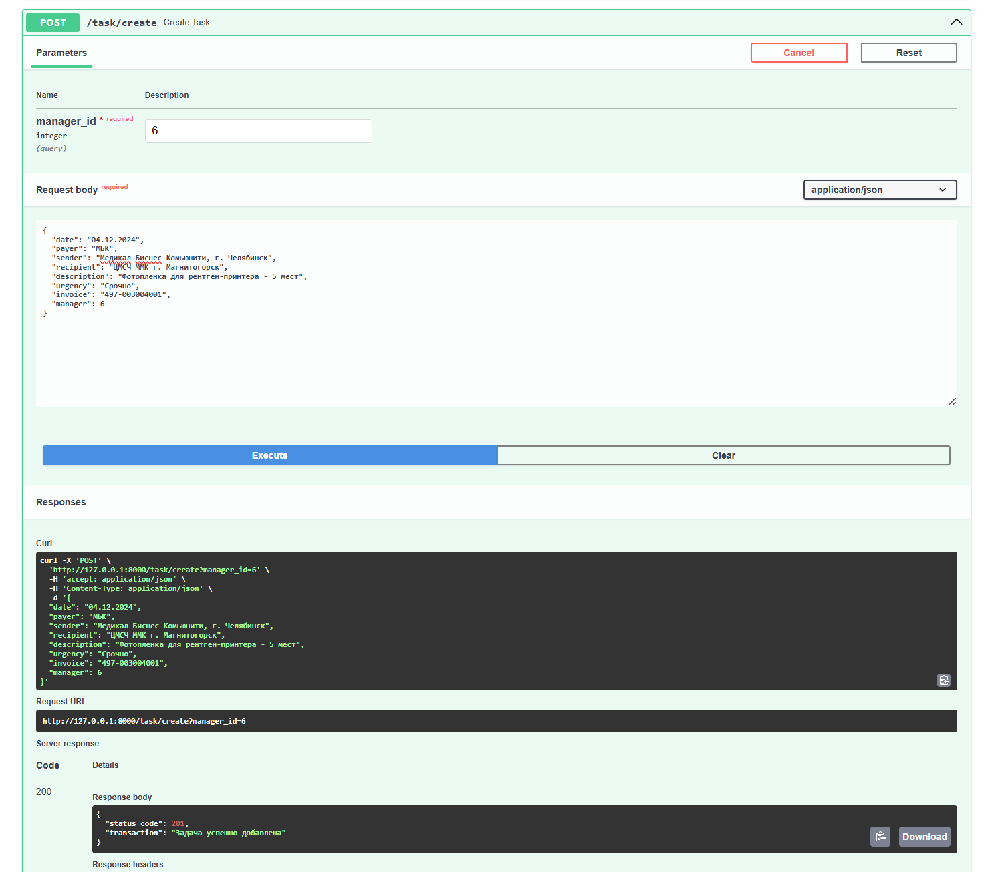 POST /task/create Create Task
Parameters
Cancel
Reset
Name Description
manager_id * required
integer
(query)
6
Request body required
application/json
{
  "date": "04.12.2024",
  "payer": "МБК",
  "sender": "Медикал Биснес Комьюнити, г. Челябинск",
  "recipient": "ЦМСЧ ММК г. Магнитогорск",
  "description": "Фотопленка для рентген-принтера - 5 мест",
  "urgency": "Срочно",
  "invoice": "497-003004001",
  "manager": 6
}
Execute
Clear
Responses
Curl
curl -X 'POST' \
  'http://127.0.0.1:8000/task/create?manager_id=6' \
  -H 'accept: application/json' \
  -H 'Content-Type: application/json' \
  -d '{
  "date": "04.12.2024",
  "payer": "МБК",
  "sender": "Медикал Биснес Комьюнити, г. Челябинск",
  "recipient": "ЦМСЧ ММК г. Магнитогорск",
  "description": "Фотопленка для рентген-принтера - 5 мест",
  "urgency": "Срочно",
  "invoice": "497-003004001",
  "manager": 6
}'
Request URL
http://127.0.0.1:8000/task/create?manager_id=6
Server response
Code Details
200
Response body
{
  "status_code": 201,
  "transaction": "Задача успешно добавлена"
}
Download
Response headers